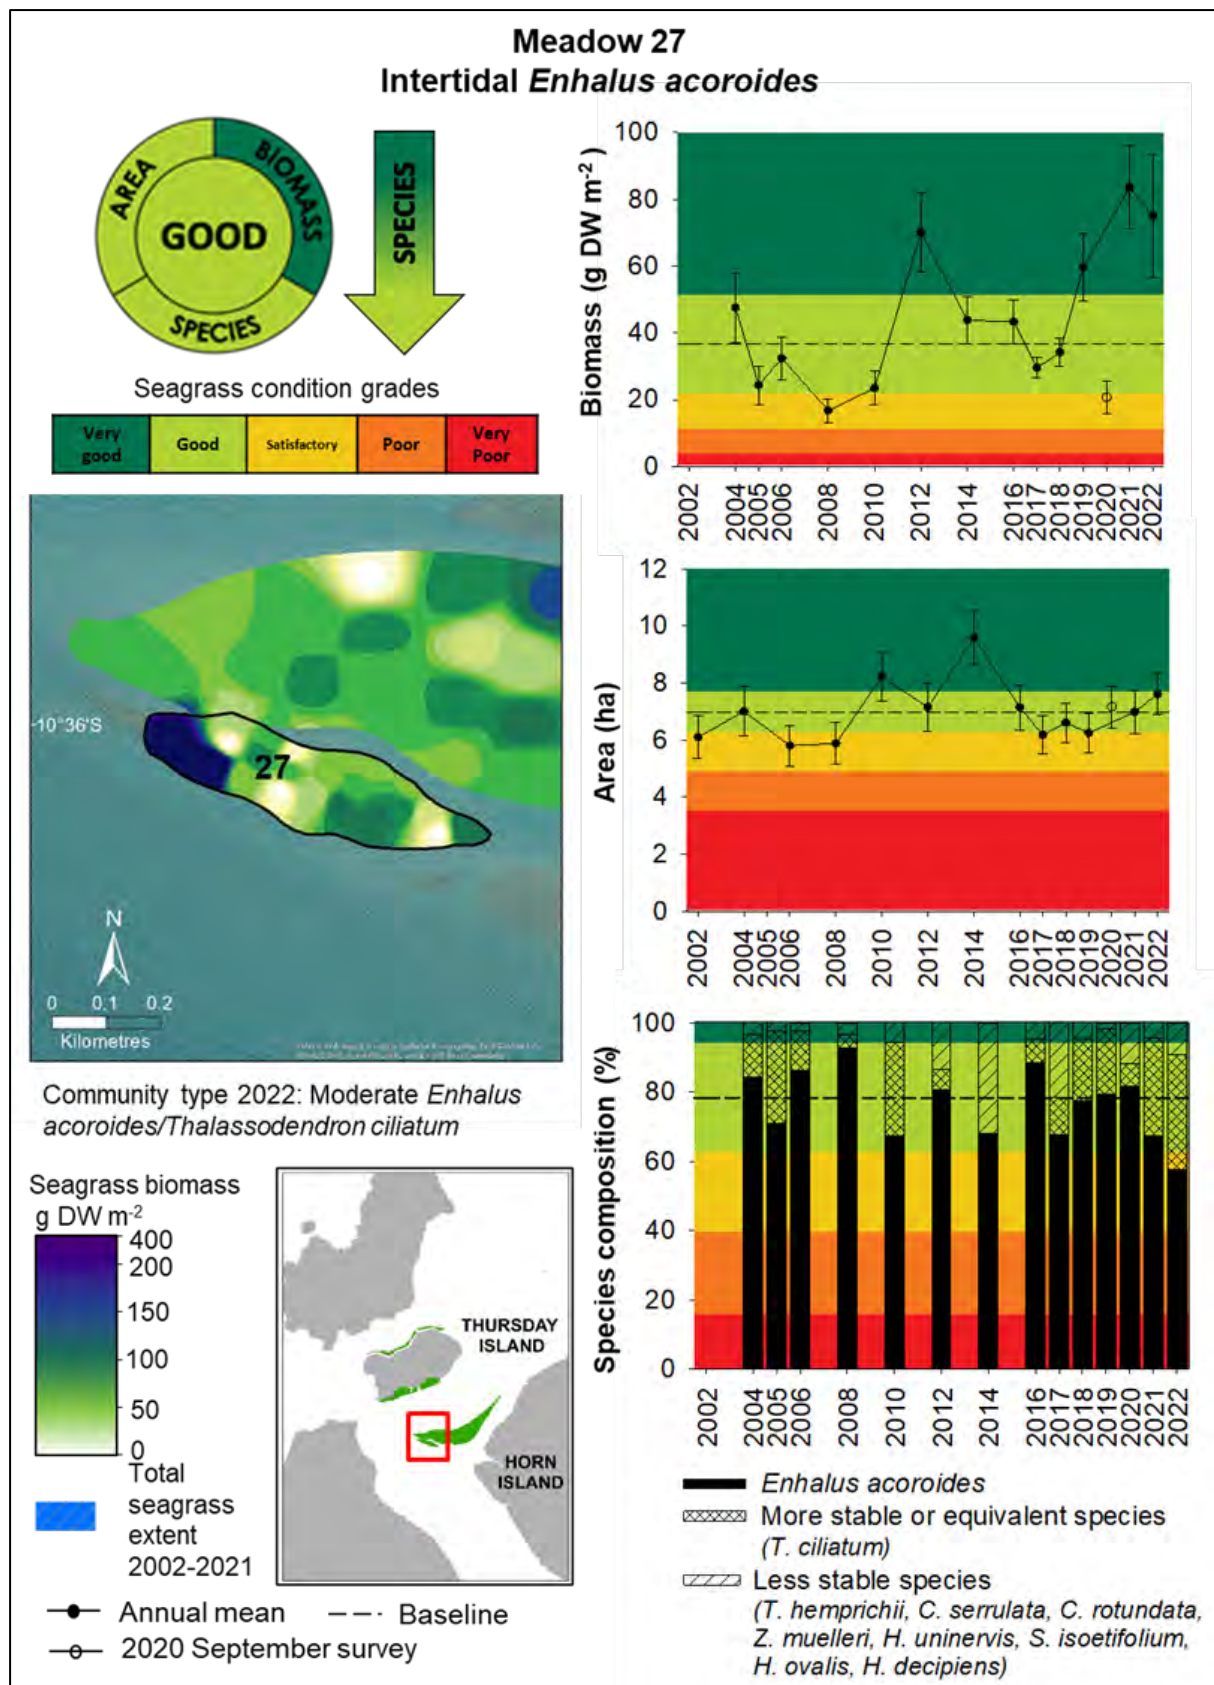 Meadow 27
Intertidal Enhalus acoroides
AREA
BIOMASS
GOOD
SPECIES
SPECIES
Seagrass condition grades
Very good
Good
Satisfactory
Poor
Very Poor
10°36'S
27
N
0 0.1 0.2
Kilometres
Community type 2022: Moderate Enhalus
acoroides/Thalassodendron ciliatum
Seagrass biomass
g DW m-2
400
200
150
100
50
0
Total
seagrass
extent
2002-2021
THURSDAY
ISLAND
HORN
ISLAND
Annual mean
Baseline
2020 September survey
Biomass (g DW m-2)
100
80
60
40
20
0
2002 2004 2005 2006 2008 2010 2012 2014 2016 2017 2018 2019 2020 2021 2022
Area (ha)
12
10
8
6
4
2
0
2002 2004 2005 2006 2008 2010 2012 2014 2016 2017 2018 2019 2020 2021 2022
Species composition (%)
100
80
60
40
20
0
2002 2004 2005 2006 2008 2010 2012 2014 2016 2017 2018 2019 2020 2021 2022
Enhalus acoroides
More stable or equivalent species
(T. ciliatum)
Less stable species
(T. hemprichii, C. serrulata, C. rotundata,
Z. muelleri, H. uninervis, S. isoetifolium,
H. ovalis, H. decipiens)